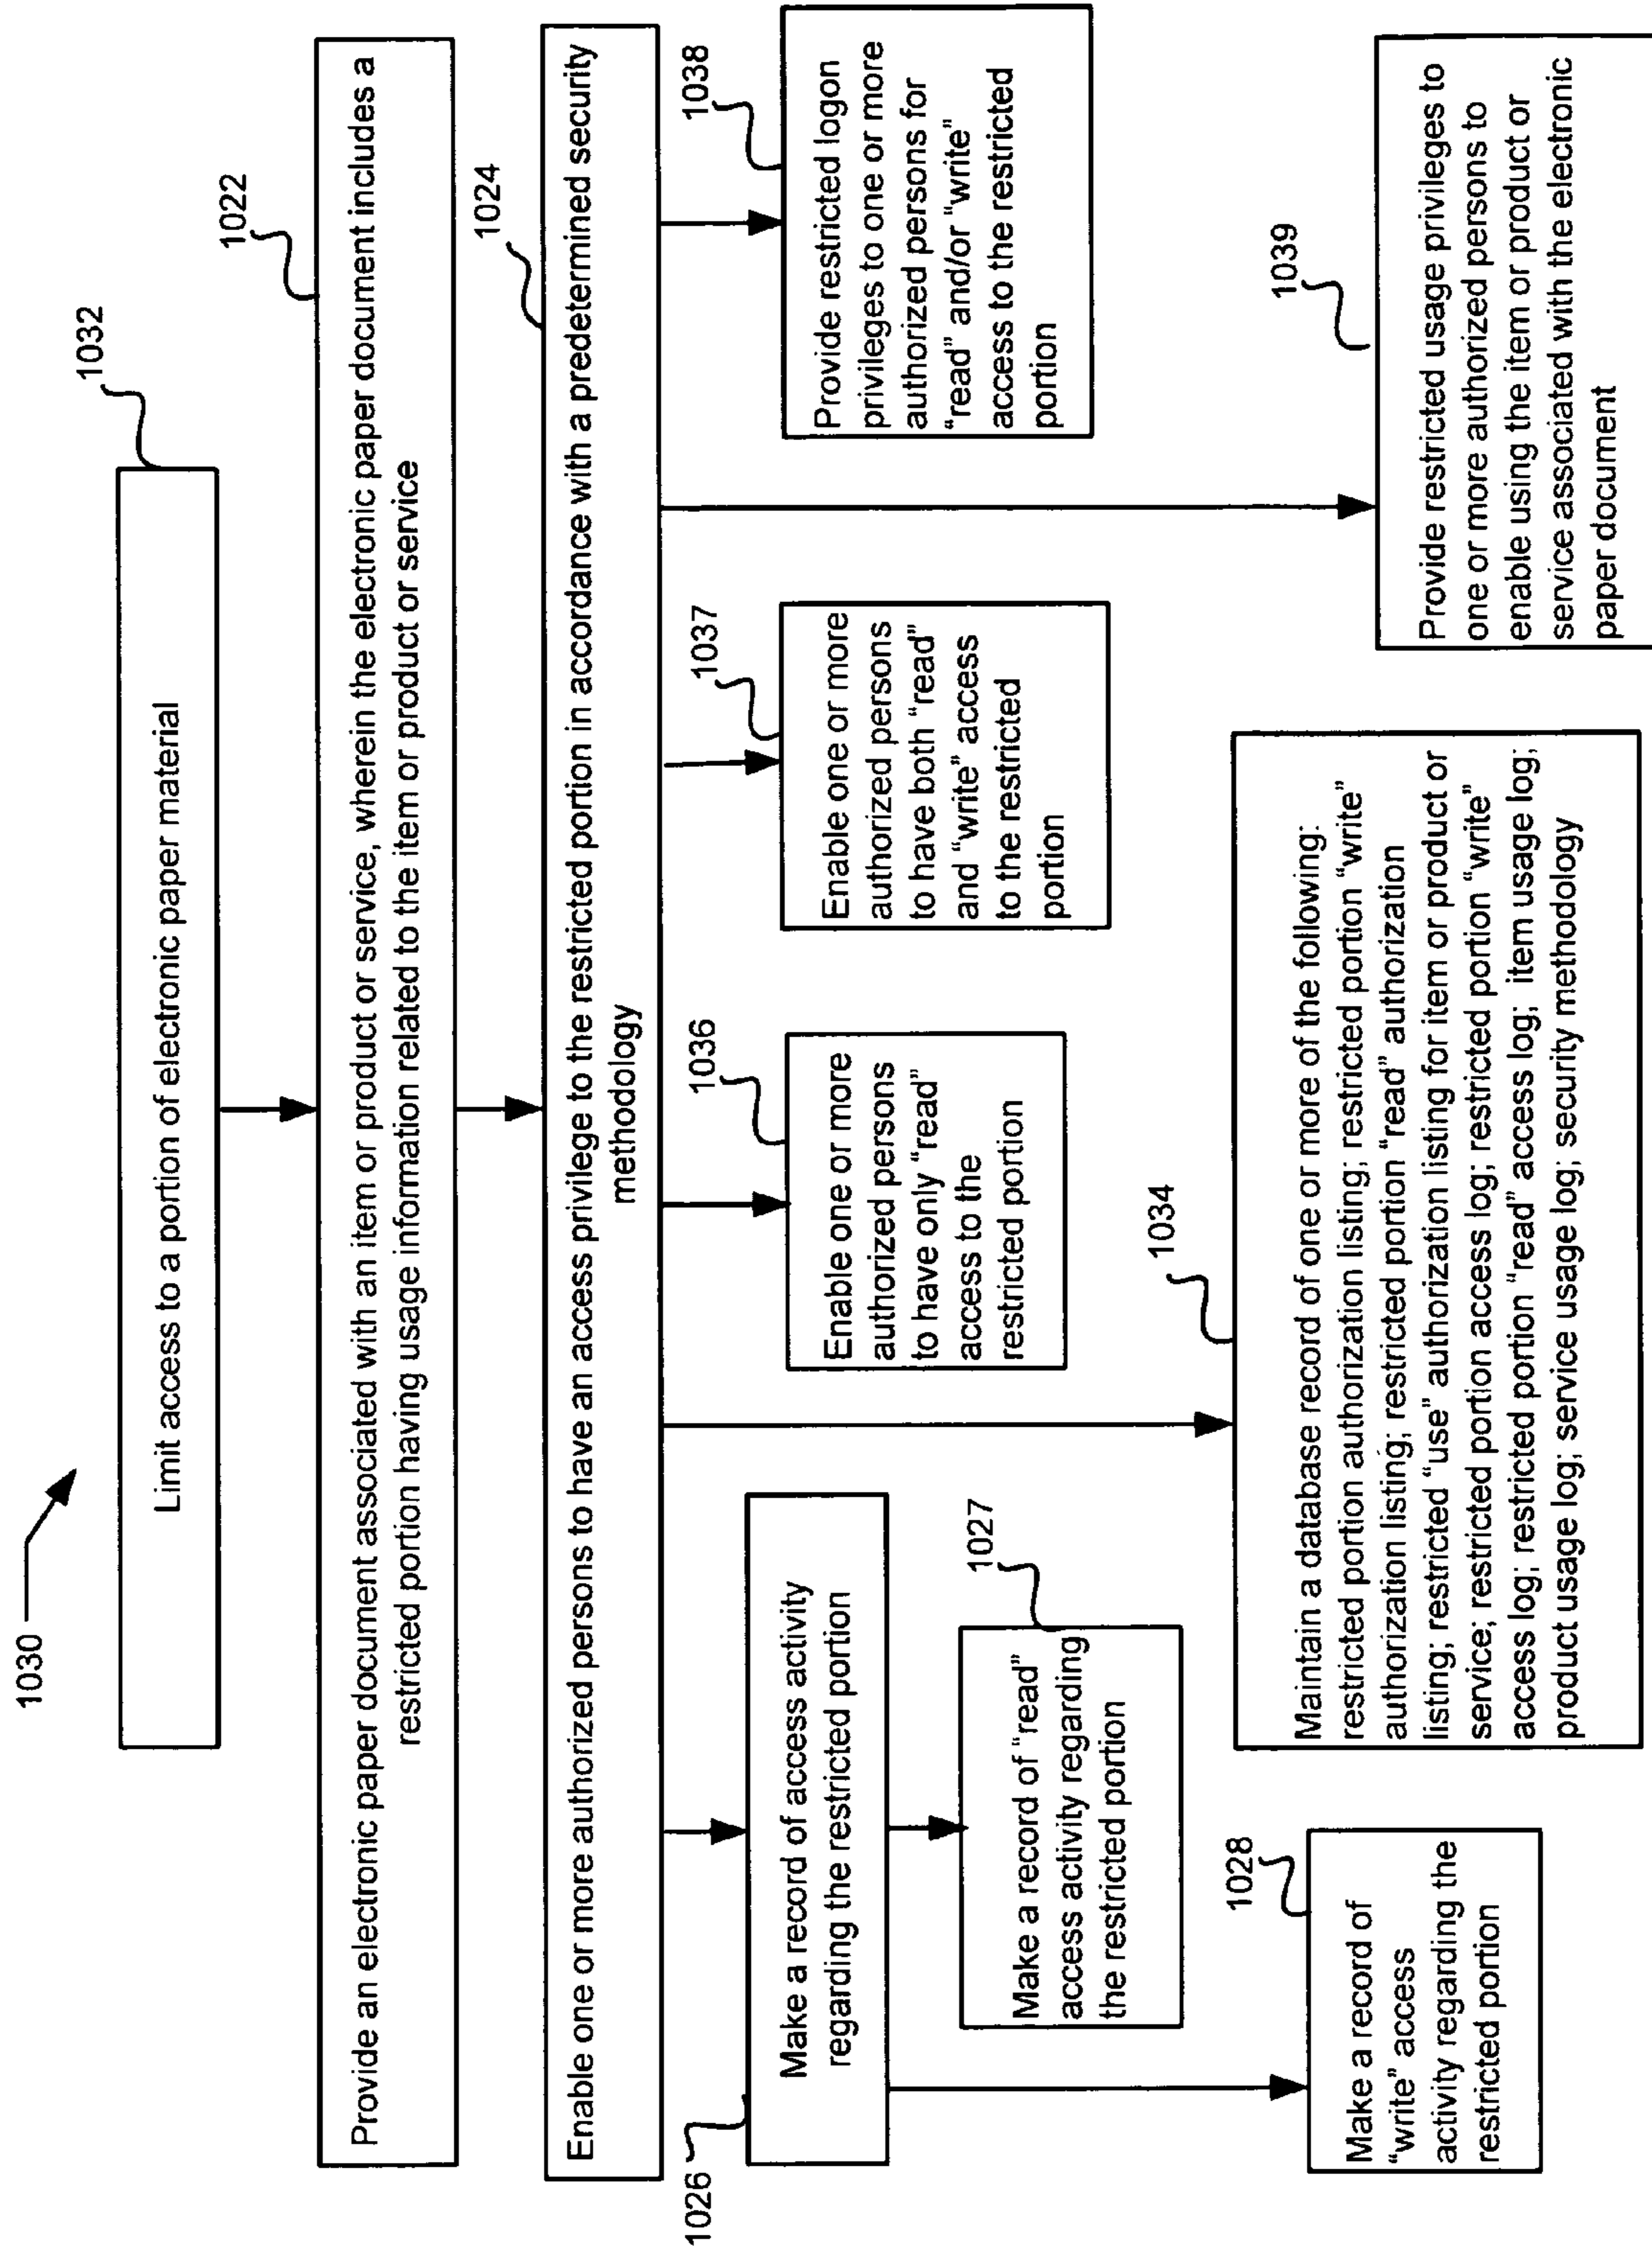 1030
1032
Limit access to a portion of electronic paper material
1022
Provide an electronic paper document associated with an item or product or service, wherein the electronic paper document includes a
restricted portion having usage information related to the item or product or service
1024
Enable one or more authorized persons to have an access privilege to the restricted portion in accordance with a predetermined security
methodology
1026
Make a record of access activity
regarding the restricted portion
1036
Enable one or more
authorized persons
to have only "read"
access to the
restricted portion
1037
Enable one or more
authorized persons
to have both "read"
and "write" access
to the restricted
portion
1038
Provide restricted logon
privileges to one or more
authorized persons for
"read" and/or "write"
access to the restricted
portion
1027
Make a record of "read"
access activity regarding
the restricted portion
1028
Make a record of
"write" access
activity regarding the
restricted portion
1034
Maintain a database record of one or more of the following:
restricted portion authorization listing; restricted portion "write"
authorization listing; restricted portion "read" authorization
listing; restricted "use" authorization listing for item or product or
service; restricted portion access log; restricted portion "write"
access log; restricted portion "read" access log;  item usage log;
product usage log; service usage log; security methodology
1039
Provide restricted usage privileges to
one or more authorized persons to
enable using the item or product or
service associated with the electronic
paper document